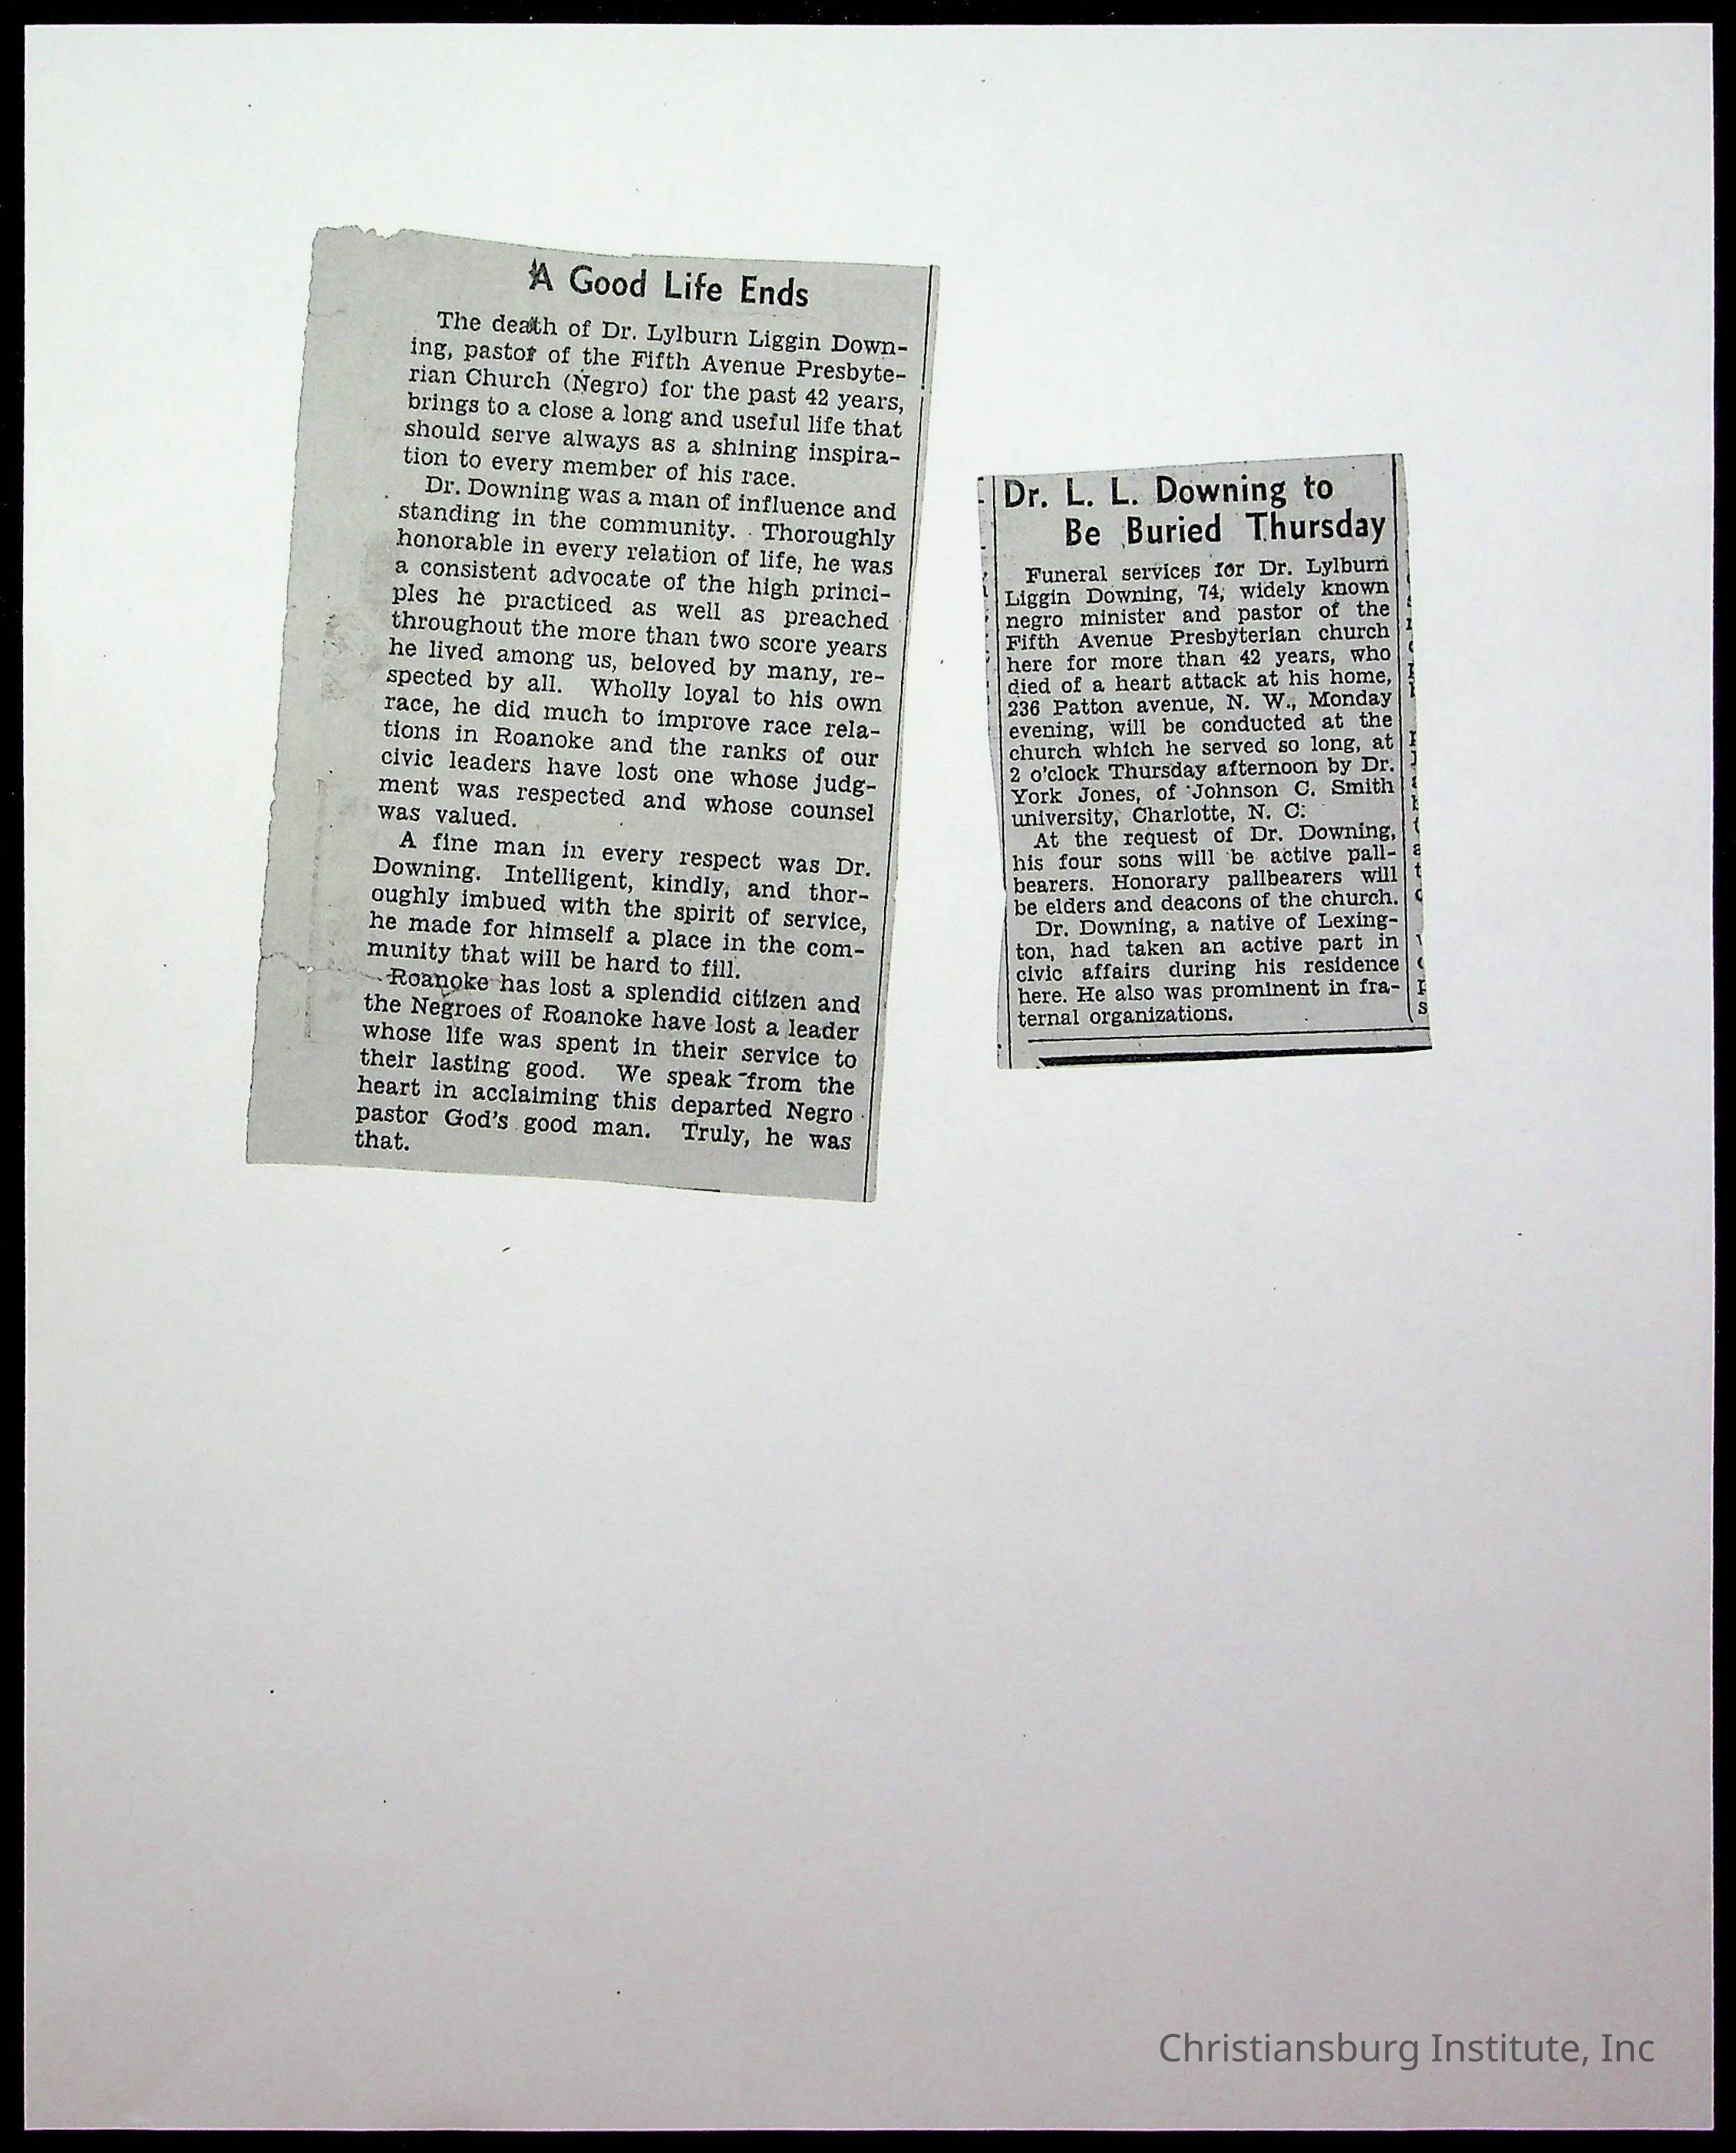 A Good Life Ends
The death of Dr. Lylburn Liggin Down-
ing, pastor of the Fifth Avenue Presbyte-
rian Church (Negro) for the past 42 years,
brings to a close a long and useful life that
should serve always as a shining inspira-
tion to every member of his race.
Dr. Downing was a man of influence and
standing in the community. Thoroughly
honorable in every relation of life, he was
a consistent advocate of the high princi-
ples he practiced as well as preached
throughout the more than two score years
he lived among us, beloved by many, re-
spected by all. Wholly loyal to his own
race, he did much to improve race rela-
tions in Roanoke and the ranks of our
civic leaders have lost one whose judg-
ment was respected and whose counsel
was valued.
A fine man in every respect was Dr.
Downing. Intelligent, kindly, and thor-
oughly imbued with the spirit of service,
he made for himself a place in the com-
munity that will be hard to fill.
Roanoke has lost a splendid citizen and
the Negroes of Roanoke have lost a leader
whose life was spent in their service to
their lasting good. We speak from the
heart in acclaiming this departed Negro
pastor God's good man. Truly, he was
that.
Dr. L. L. Downing to
Be Buried Thursday
Funeral services for Dr. Lylburn
Liggin Downing, 74, widely known
negro minister and pastor of the
Fifth Avenue Presbyterian church
here for more than 42 years, who
died of a heart attack at his home,
236 Patton avenue, N. W., Monday
evening, will be conducted at the
church which he served so long, at
2 o'clock Thursday afternoon by Dr.
York Jones, of Johnson C. Smith
university, Charlotte, N. C.
At the request of Dr. Downing,
his four sons will be active pall-
bearers. Honorary pallbearers will
be elders and deacons of the church.
Dr. Downing, a native of Lexing-
ton, had taken an active part in
civic affairs during his residence
here. He also was prominent in fra-
ternal organizations.
Christiansburg Institute, Inc